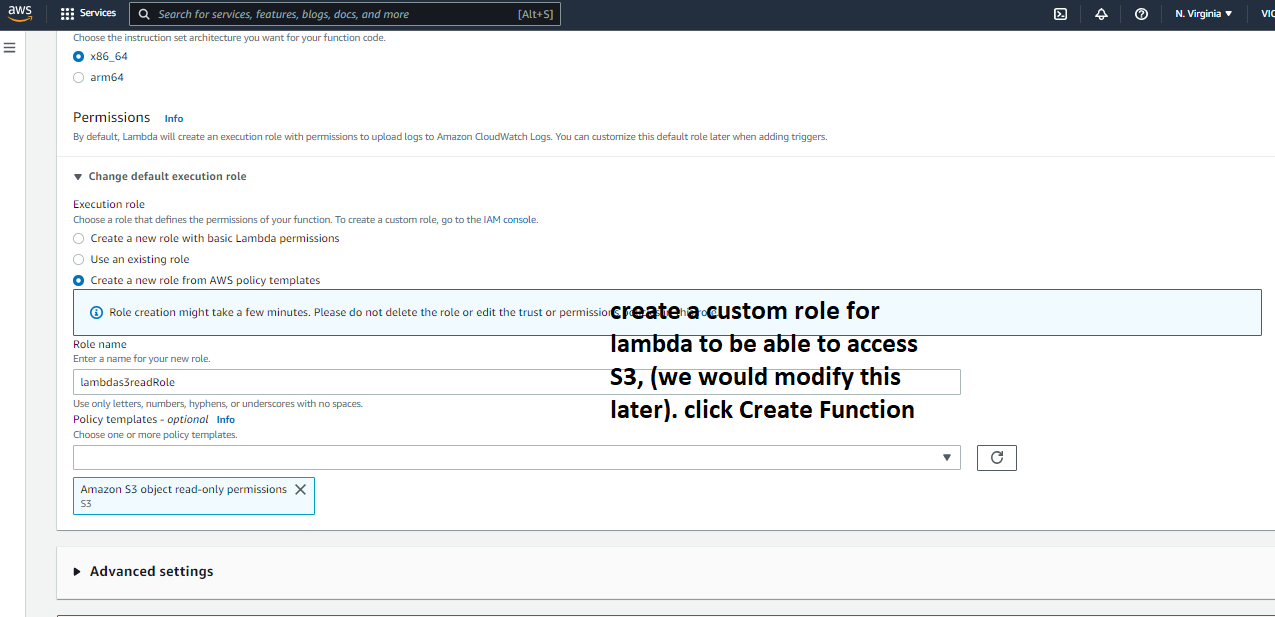 aws
Services
Search for services, features, blogs, docs, and more
[Alt+S]
N. Virginia
Choose the instruction set architecture you want for your function code.
x86_64
arm64
Permissions Info
By default, Lambda will create an execution role with permissions to upload logs to Amazon CloudWatch Logs. You can customize this default role later when adding triggers.
Change default execution role
Execution role
Choose a role that defines the permissions of your function. To create a custom role, go to the IAM console.
Create a new role with basic Lambda permissions
Use an existing role
Create a new role from AWS policy templates
Role creation might take a few minutes. Please do not delete the role or edit the trust or permissions
create a custom role for
lambda to be able to access
S3, (we would modify this
later). click Create Function
Role name
Enter a name for your new role.
lambdas3readRole
Use only letters, numbers, hyphens, or underscores with no spaces.
Policy templates - optional Info
Choose one or more policy templates.
Amazon S3 object read-only permissions
S3
Advanced settings